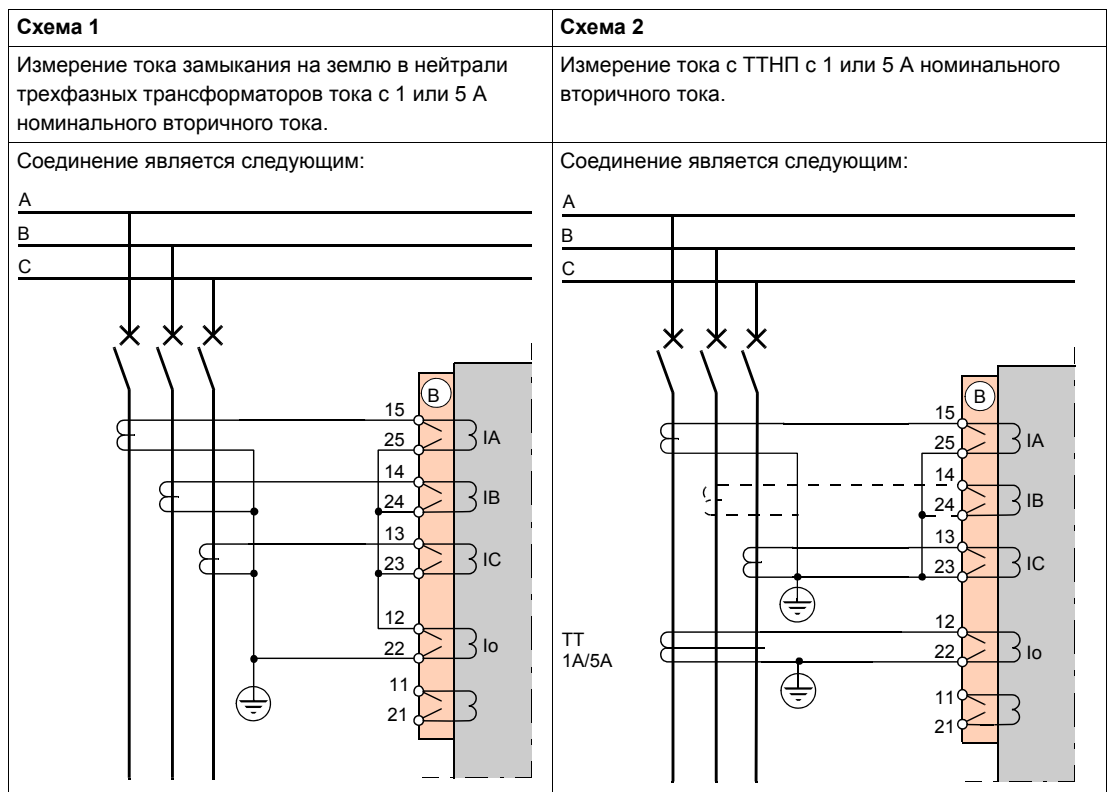 Схема 1
Измерение тока замыкания на землю в нейтрали
трехфазных трансформаторов тока с 1 или 5 А
номинального вторичного тока.
Соединение является следующим:
A
B
C
B
15
25
IA
14
24
IB
13
23
IC
12
22
Io
11
21
Схема 2
Измерение тока с ТТНП с 1 или 5 А номинального
вторичного тока.
Соединение является следующим:
A
B
C
B
15
25
IA
14
24
IB
13
23
IC
TT
1A/5A
12
22
Io
11
21